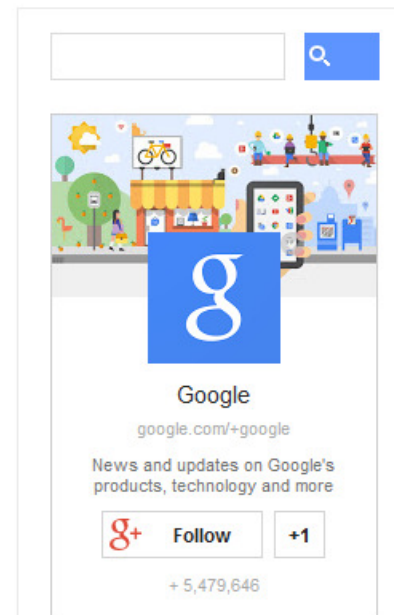 g
Google
google.com/+google
News and updates on Google's
products, technology and more
g+ Follow +1
+ 5,479,646